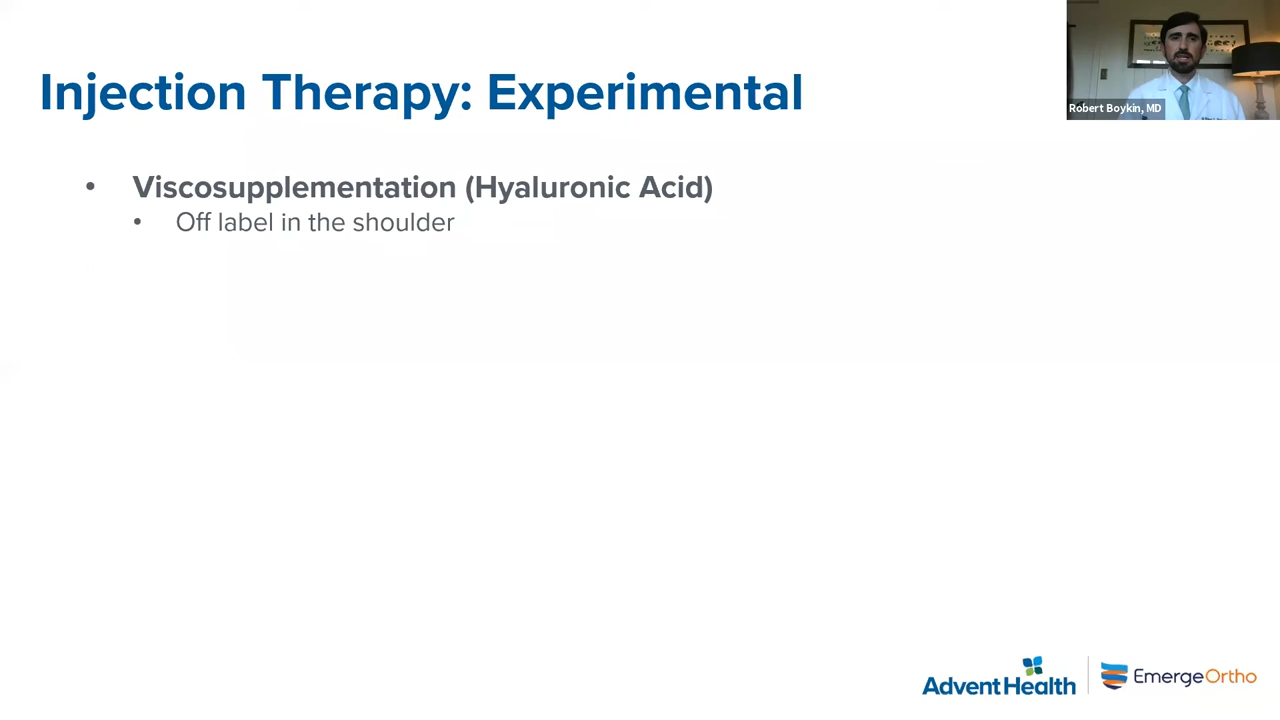 Injection Therapy: Experimental
Robert Boykin, MD
• Viscosupplementation (Hyaluronic Acid)
• Off label in the shoulder
AdventHealth
EmergeOrtho